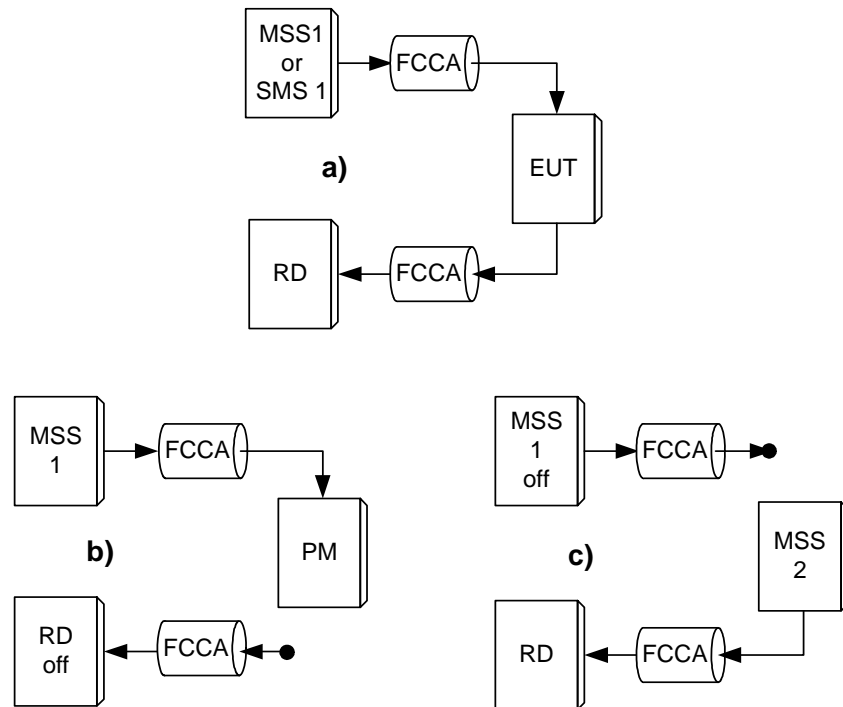 MSS1
or
SMS 1
FCCA
EUT
a)
RD
FCCA
MSS
1
FCCA
PM
b)
RD
off
FCCA
MSS
1
off
FCCA
MSS
2
c)
RD
FCCA